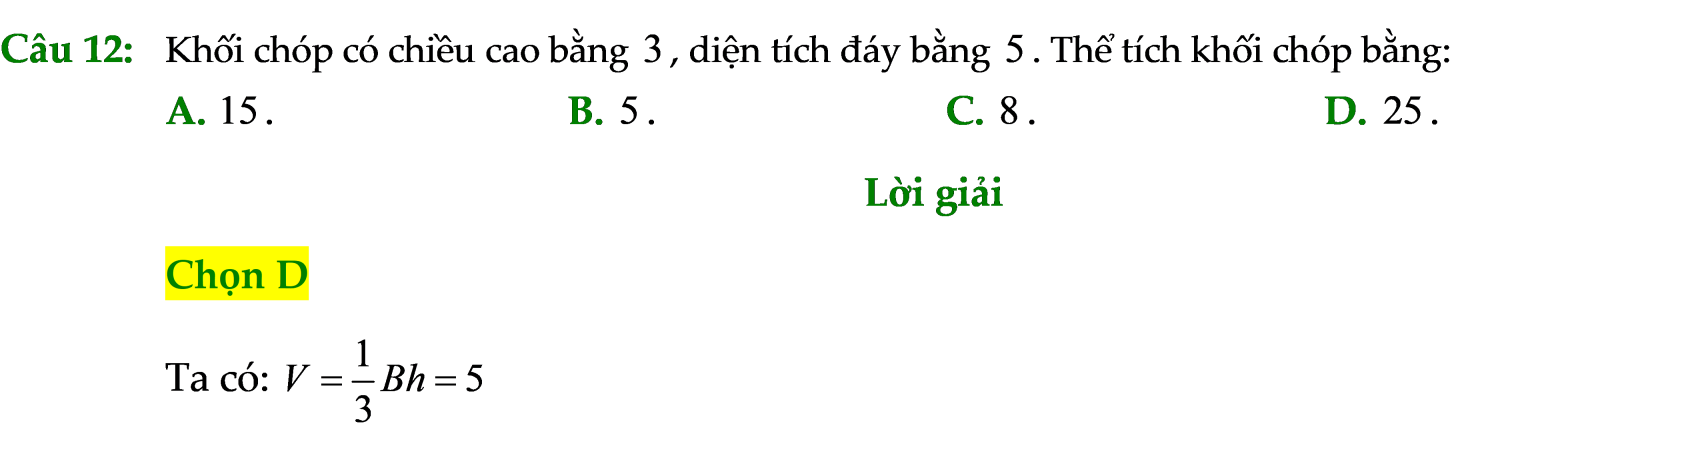 Câu 12: Khối chóp có chiều cao bằng 3, diện tích đáy bằng 5. Thể tích khối chóp bằng:
A. 15. B. 5. C. 8. D. 25.
Lời giải
Chọn D
Ta có: V = \frac{1}{3}Bh = 5